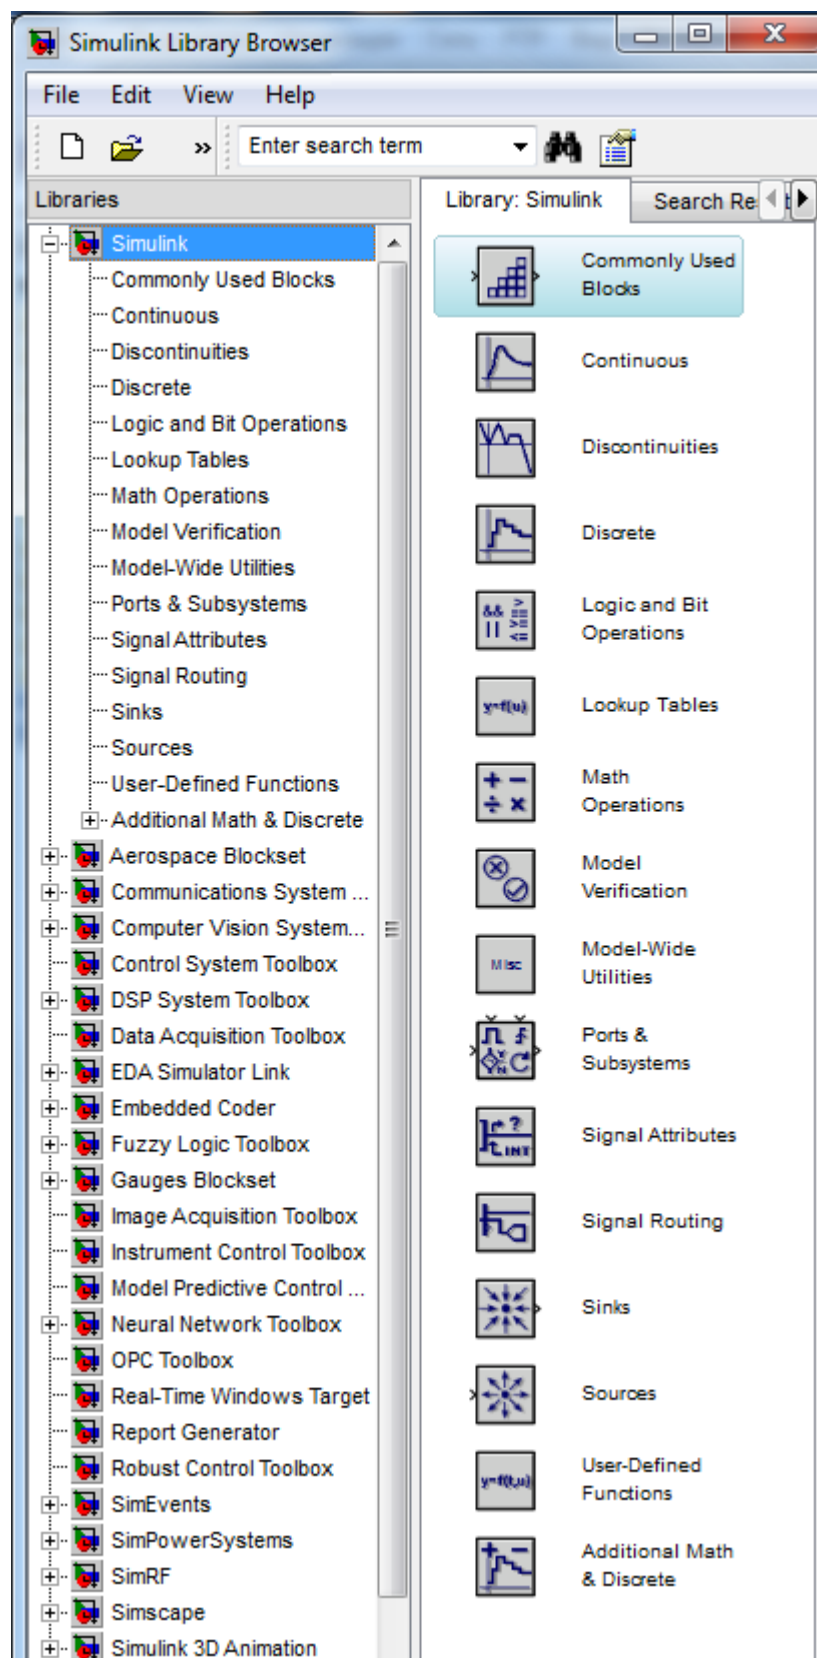 Simulink Library Browser
File Edit View Help
» Enter search term
Libraries
Simulink
Commonly Used Blocks
Continuous
Discontinuities
Discrete
Logic and Bit Operations
Lookup Tables
Math Operations
Model Verification
Model-Wide Utilities
Ports & Subsystems
Signal Attributes
Signal Routing
Sinks
Sources
User-Defined Functions
Additional Math & Discrete
Aerospace Blockset
Communications System ...
Computer Vision System...
Control System Toolbox
DSP System Toolbox
Data Acquisition Toolbox
EDA Simulator Link
Embedded Coder
Fuzzy Logic Toolbox
Gauges Blockset
Image Acquisition Toolbox
Instrument Control Toolbox
Model Predictive Control ...
Neural Network Toolbox
OPC Toolbox
Real-Time Windows Target
Report Generator
Robust Control Toolbox
SimEvents
SimPowerSystems
SimRF
Simscape
Simulink 3D Animation
Library: Simulink Search Re
Commonly Used
Blocks
Continuous
Discontinuities
Discrete
&& > ==
|| >= <=
Logic and Bit
Operations
y=f(u)
Lookup Tables
+ −
÷ ×
Math
Operations
Model
Verification
Misc
Model-Wide
Utilities
Y
N
Ports &
Subsystems
?
INT
Signal Attributes
Signal Routing
Sinks
Sources
y=f(t,u)
User-Defined
Functions
+ −
Additional Math
& Discrete